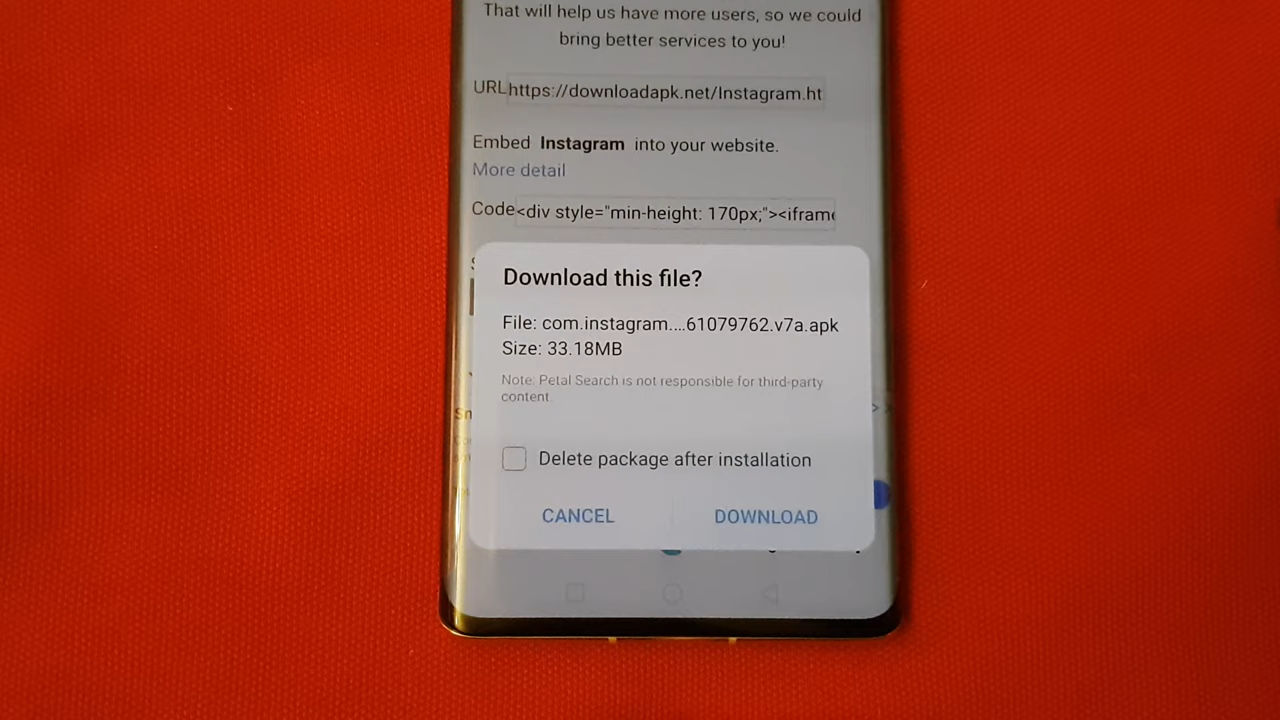 That will help us have more users, so we could
bring better services to you!
URL https://downloadapk.net/Instagram.ht
Embed Instagram into your website.
More detail
Code <div style="min-height: 170px;"><iframe
Download this file?
File: com.instagram....61079762.v7a.apk
Size: 33.18MB
Note: Petal Search is not responsible for third-party
content.
Delete package after installation
CANCEL DOWNLOAD